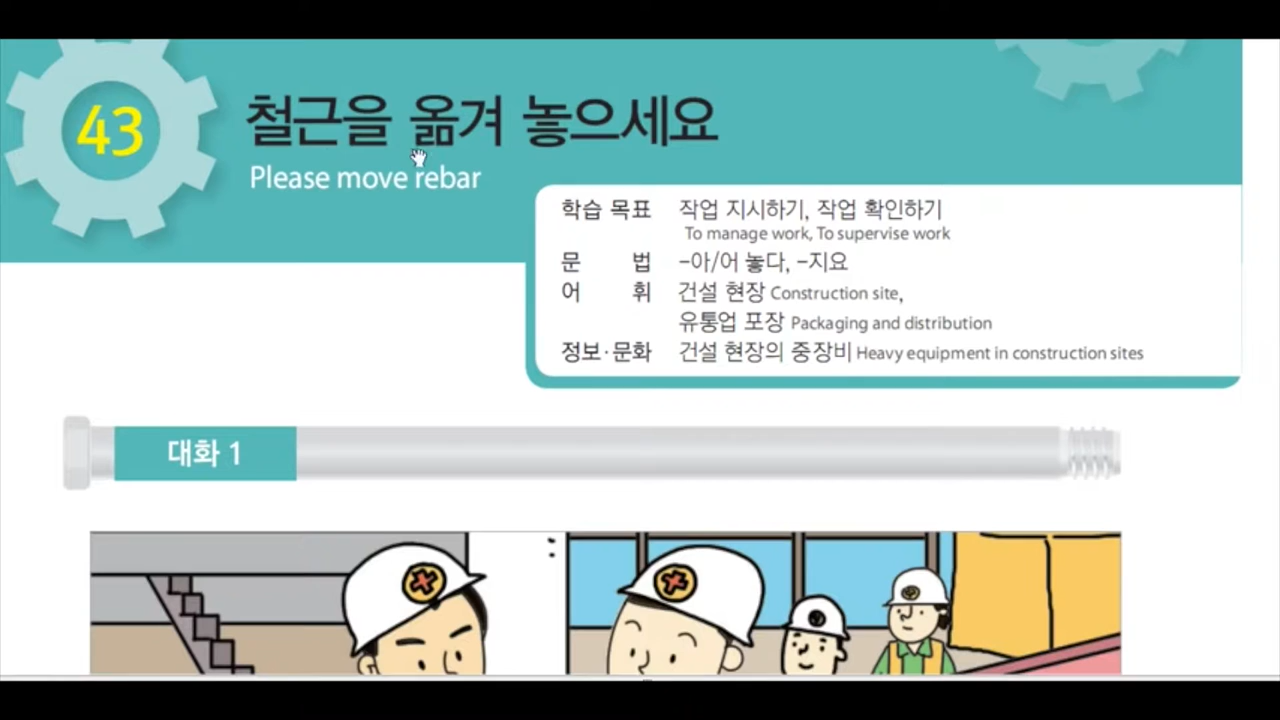 43
철근을 옮겨 놓으세요
Please move rebar
학습 목표 작업 지시하기, 작업 확인하기
To manage work, To supervise work
문 법 –아/어 놓다, –지요
어 휘 건설 현장 Construction site,
유통업 포장 Packaging and distribution
정보·문화 건설 현장의 중장비 Heavy equipment in construction sites
대화 1